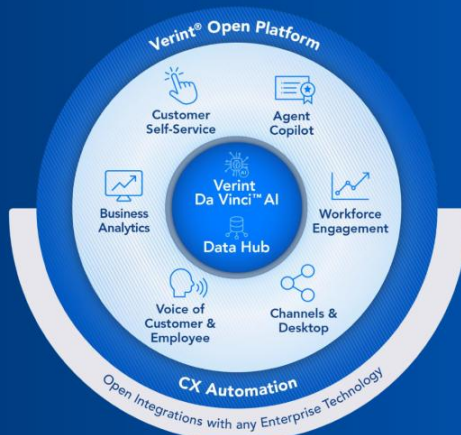 Verint® Open Platform
Customer
Self-Service
Agent
Copilot
Verint
Da Vinci™ AI
Data Hub
Business
Analytics
Workforce
Engagement
Voice of
Customer &
Employee
Channels &
Desktop
CX Automation
Open Integrations with any Enterprise Technology